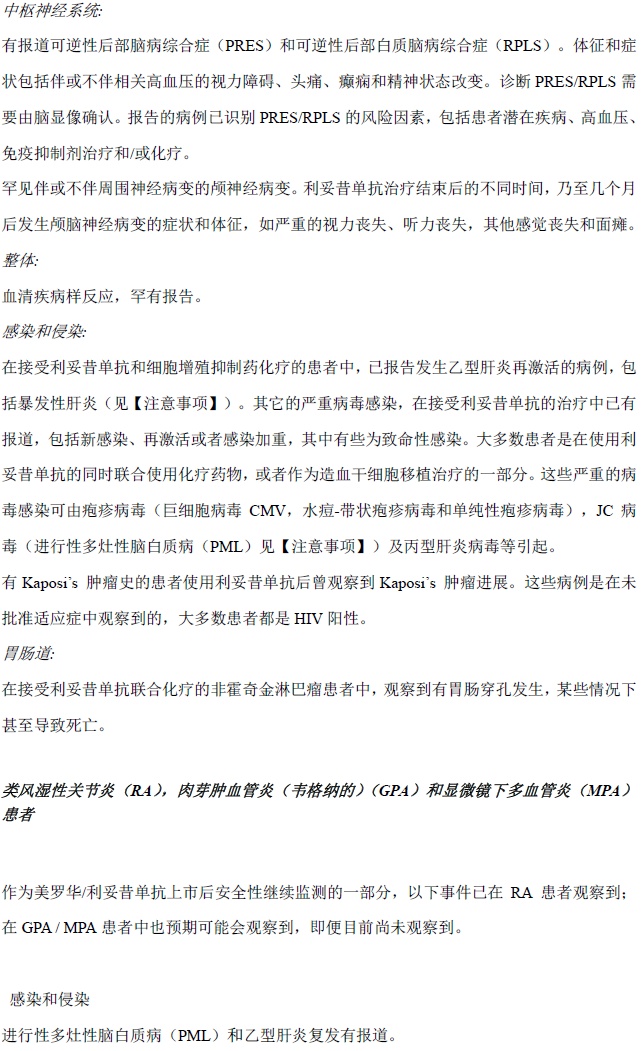 中枢神经系统:
有报道可逆性后部脑病综合症（PRES）和可逆性后部白质脑病综合症（RPLS）。体征和症
状包括伴或不伴相关高血压的视力障碍、头痛、癫痫和精神状态改变。诊断 PRES/RPLS 需
要由脑显像确认。报告的病例已识别 PRES/RPLS 的风险因素，包括患者潜在疾病、高血压、
免疫抑制剂治疗和/或化疗。
罕见伴或不伴周围神经病变的颅神经病变。利妥昔单抗治疗结束后的不同时间，乃至几个月
后发生颅脑神经病变的症状和体征，如严重的视力丧失、听力丧失，其他感觉丧失和面瘫。
整体:
血清疾病样反应，罕有报告。
感染和侵染:
在接受利妥昔单抗和细胞增殖抑制药化疗的患者中，已报告发生乙型肝炎再激活的病例，包
括暴发性肝炎（见【注意事项】）。其它的严重病毒感染，在接受利妥昔单抗的治疗中已有
报道，包括新感染、再激活或者感染加重，其中有些为致命性感染。大多数患者是在使用利
妥昔单抗的同时联合使用化疗药物，或者作为造血干细胞移植治疗的一部分。这些严重的病
毒感染可由疱疹病毒（巨细胞病毒 CMV，水痘-带状疱疹病毒和单纯性疱疹病毒），JC 病
毒（进行性多灶性脑白质病（PML）见【注意事项】）及丙型肝炎病毒等引起。
有 Kaposi’s 肿瘤史的患者使用利妥昔单抗后曾观察到 Kaposi’s 肿瘤进展。这些病例是在未
批准适应症中观察到的，大多数患者都是 HIV 阳性。
胃肠道:
在接受利妥昔单抗联合化疗的非霍奇金淋巴瘤患者中，观察到有胃肠穿孔发生，某些情况下
甚至导致死亡。
类风湿性关节炎（RA），肉芽肿血管炎（韦格纳的）（GPA）和显微镜下多血管炎（MPA）
患者
作为美罗华/利妥昔单抗上市后安全性继续监测的一部分，以下事件已在 RA 患者观察到；
在 GPA / MPA 患者中也预期可能会观察到，即便目前尚未观察到。
感染和侵染
进行性多灶性脑白质病（PML）和乙型肝炎复发有报道。